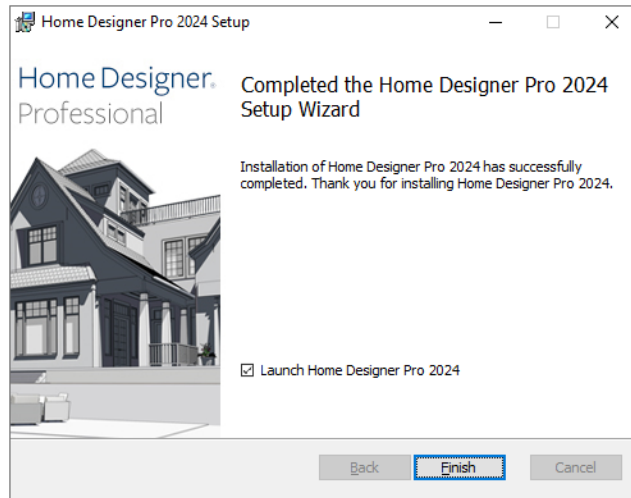 Home Designer Pro 2024 Setup
Home Designer®
Professional
Completed the Home Designer Pro 2024
Setup Wizard
Installation of Home Designer Pro 2024 has successfully
completed. Thank you for installing Home Designer Pro 2024.
Launch Home Designer Pro 2024
Back Finish Cancel